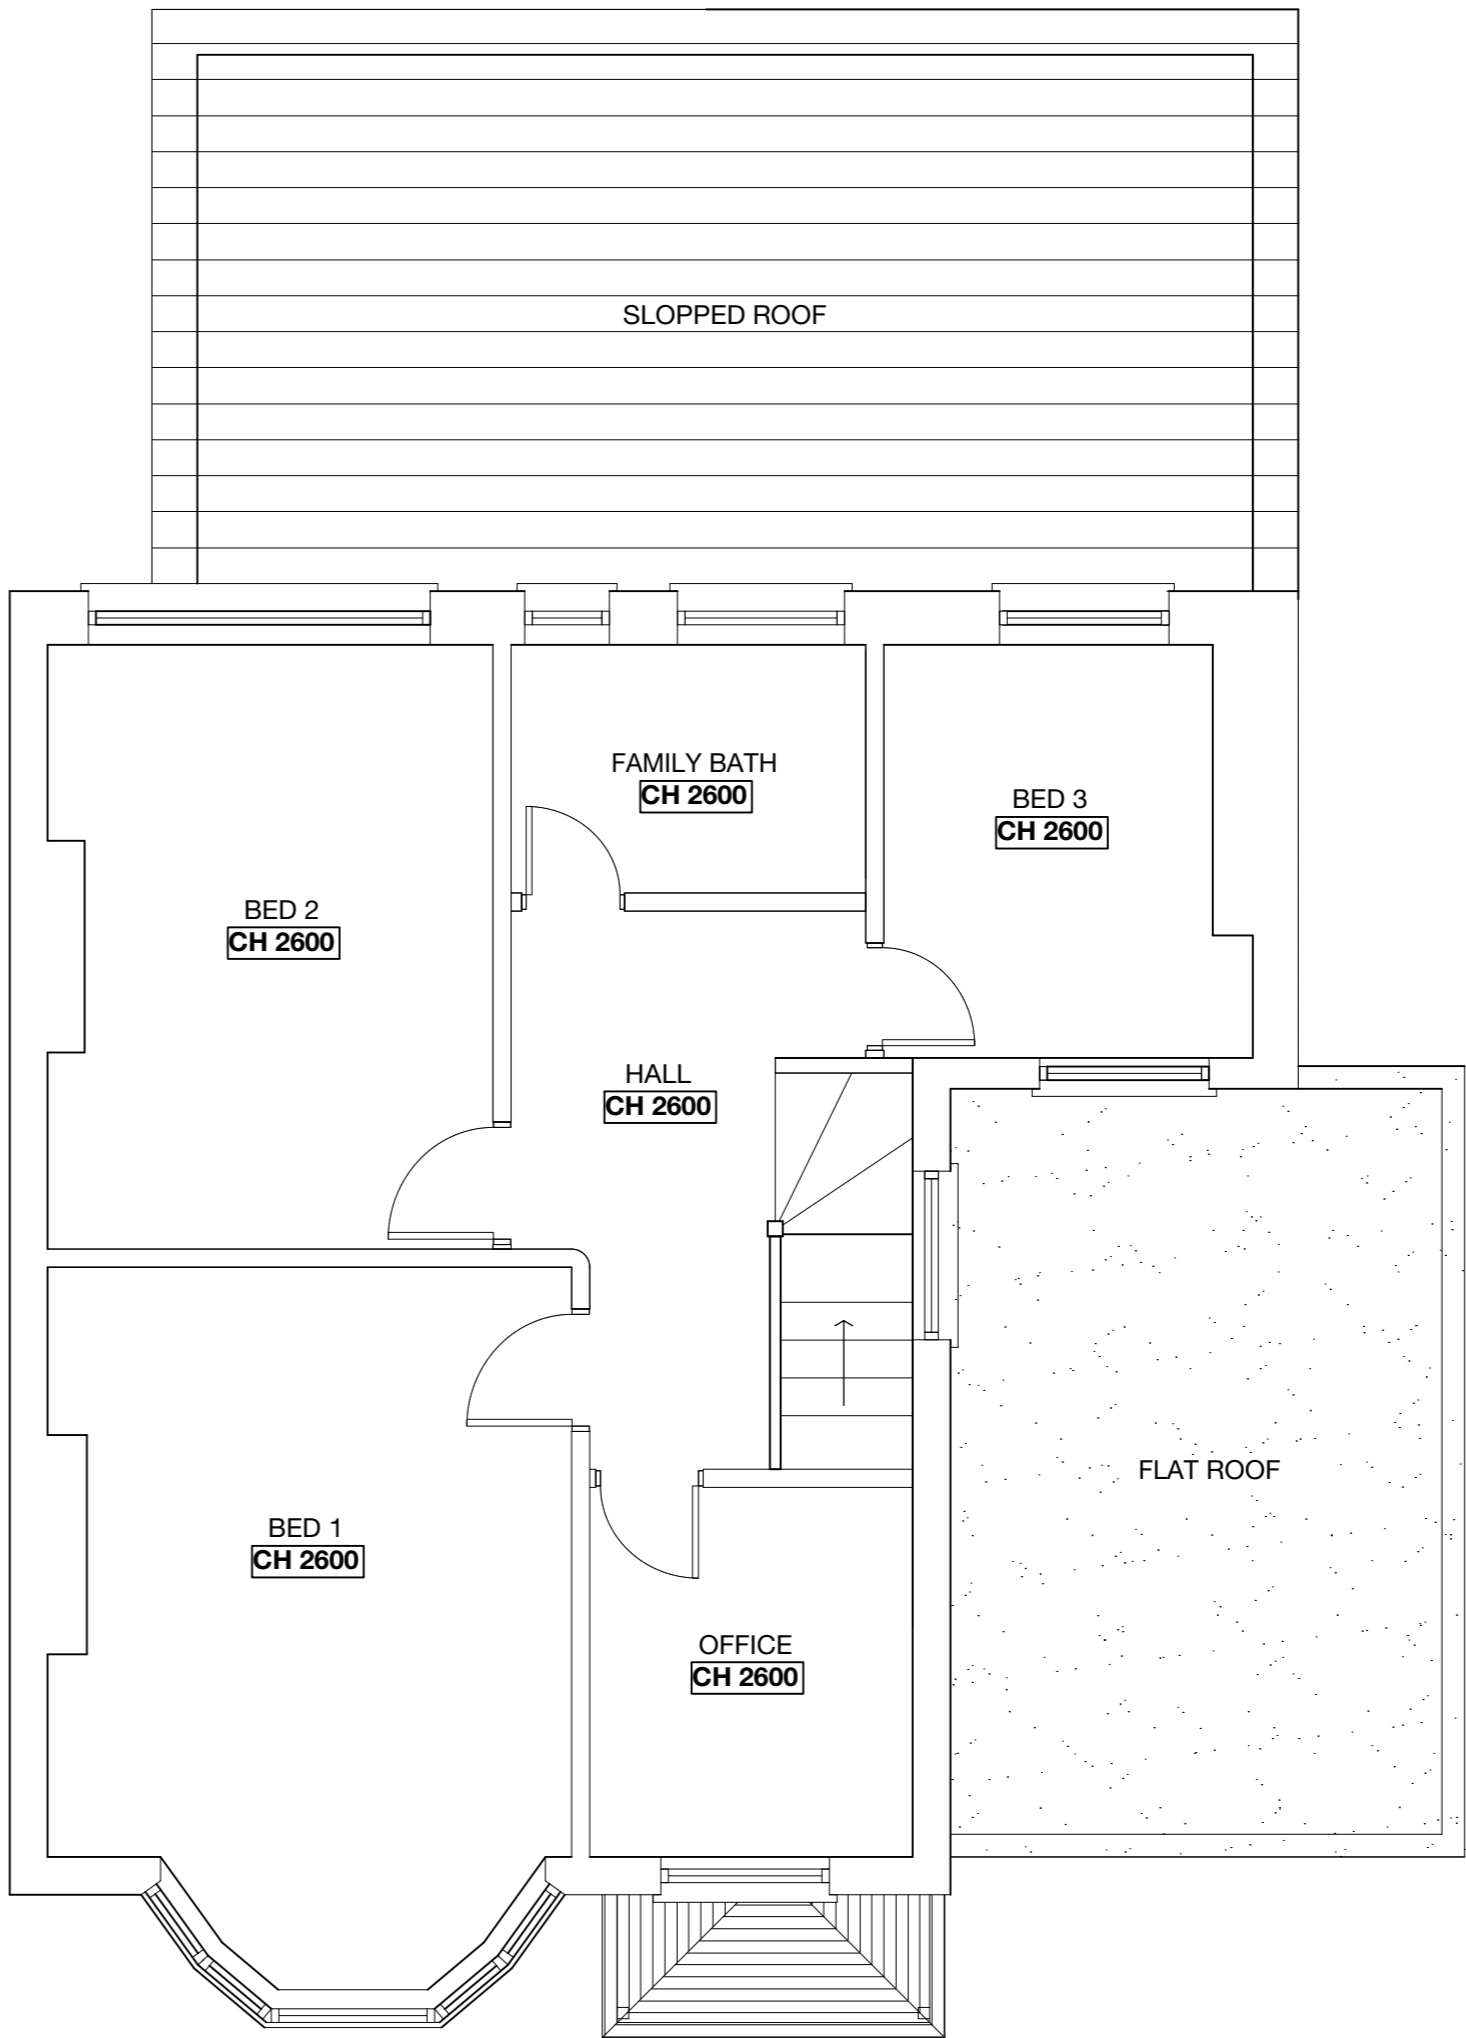 SLOPPED ROOF
FAMILY BATH
CH 2600
BED 3
CH 2600
BED 2
CH 2600
HALL
CH 2600
FLAT ROOF
BED 1
CH 2600
OFFICE
CH 2600